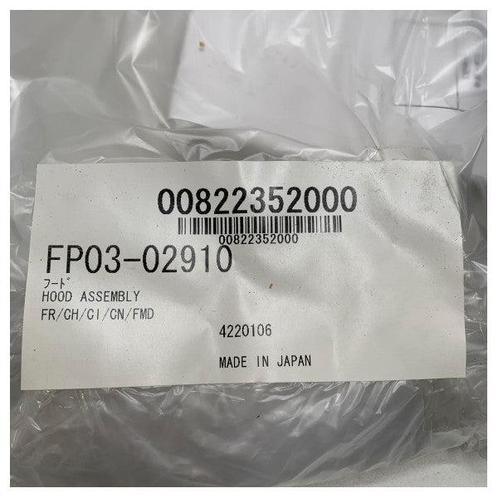 00822352000
00822352000
FP03-02910
ﾌｰﾄﾞ
HOOD ASSEMBLY
FR/CH/CI/CN/FMD
4220106
MADE IN JAPAN